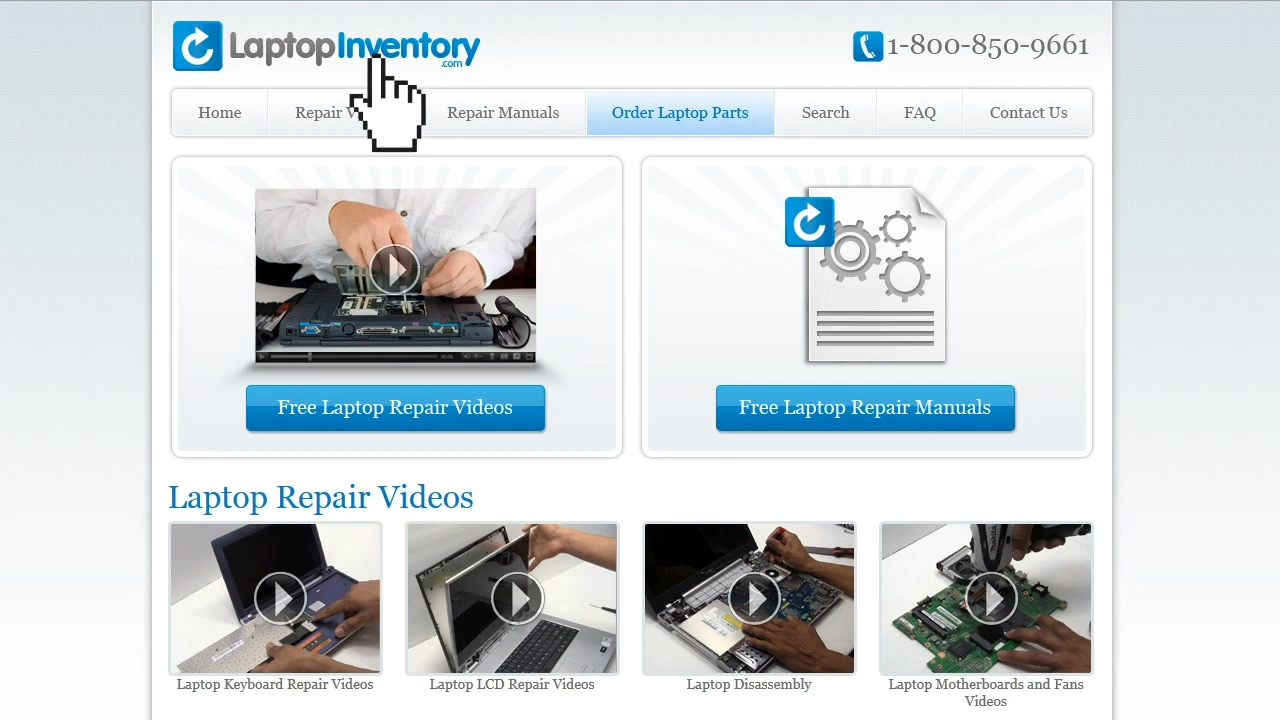 LaptopInventory
.com
1-800-850-9661
Home
Repair V
Repair Manuals
Order Laptop Parts
Search
FAQ
Contact Us
Free Laptop Repair Videos
Free Laptop Repair Manuals
Laptop Repair Videos
Laptop Keyboard Repair Videos
Laptop LCD Repair Videos
Laptop Disassembly
Laptop Motherboards and Fans
Videos